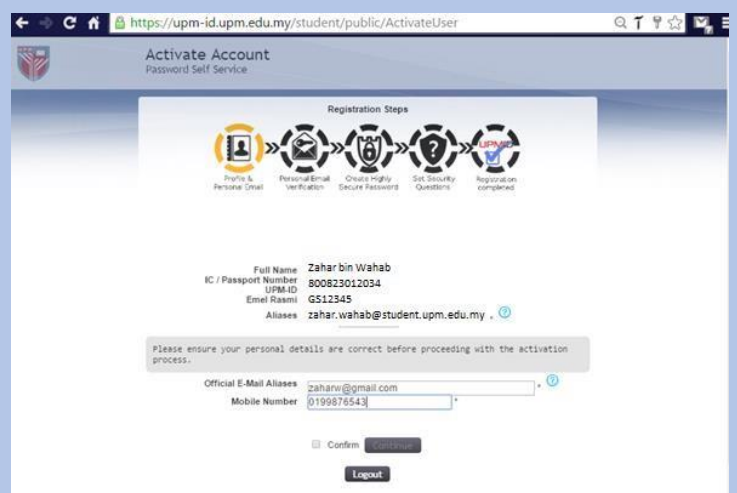 https://upm-id.upm.edu.my/student/public/ActivateUser
Activate Account
Password Self Service
Registration Steps
UPMID
Profile & Personal Email
Personal Email Verification
Create Highly Secure Password
Set Security Questions
Registration completed
Full Name Zahar bin Wahab
IC / Passport Number 800823012034
UPM-ID
Emel Rasmi GS12345
Aliases zahar.wahab@student.upm.edu.my . ?
Please ensure your personal details are correct before proceeding with the activation
process.
Official E-Mail Aliases zaharw@gmail.com . ?
Mobile Number 0199876543 *
Confirm Continue
Logout